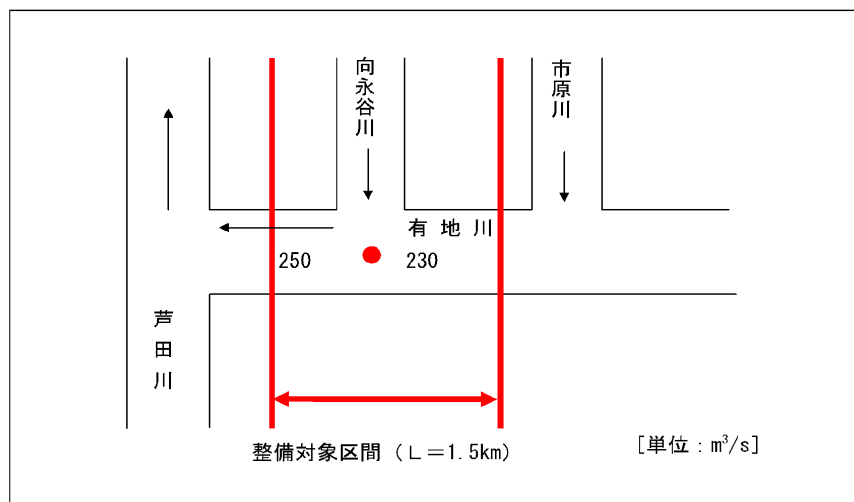 向永谷川
市原川
有地川
250
230
芦田川
整備対象区間（L＝1.5km）
[単位：m³/s]